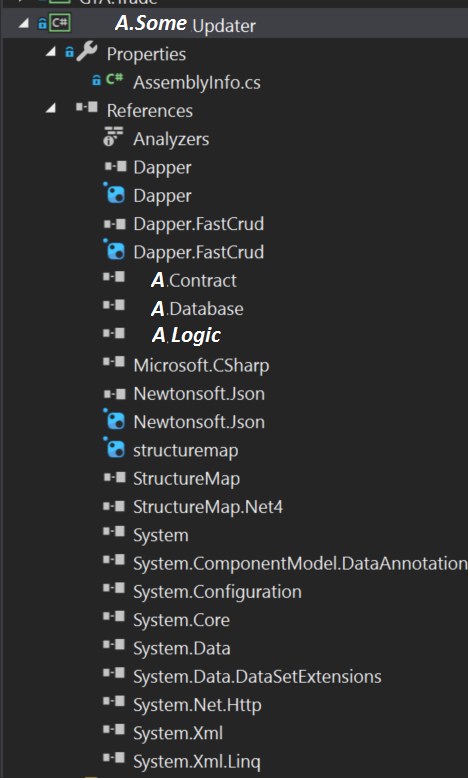 GTA.Trade
C# A.Some.Updater
Properties
C# AssemblyInfo.cs
References
Analyzers
Dapper
Dapper
Dapper.FastCrud
Dapper.FastCrud
A.Contract
A.Database
A.Logic
Microsoft.CSharp
Newtonsoft.Json
Newtonsoft.Json
structuremap
StructureMap
StructureMap.Net4
System
System.ComponentModel.DataAnnotation
System.Configuration
System.Core
System.Data
System.Data.DataSetExtensions
System.Net.Http
System.Xml
System.Xml.Linq